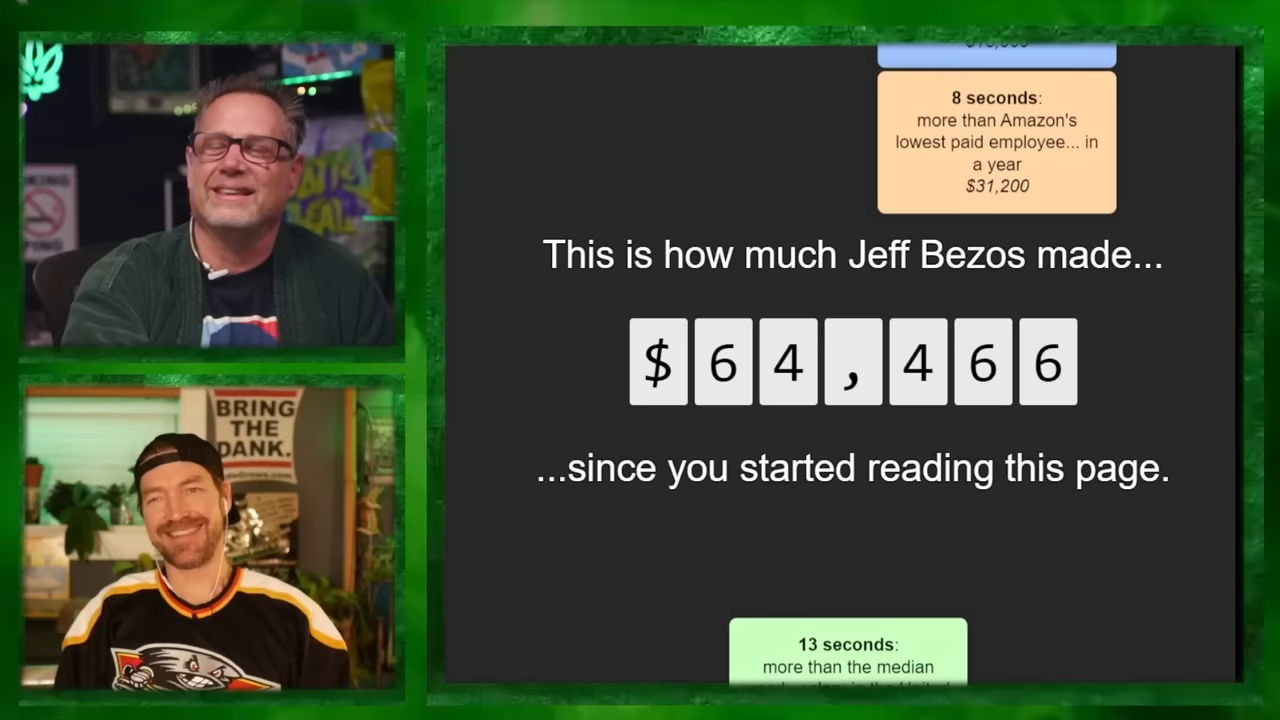 8 seconds:
more than Amazon's
lowest paid employee... in
a year
$31,200
This is how much Jeff Bezos made...
$64,466
...since you started reading this page.
13 seconds:
more than the median
BRING
THE
DANK.